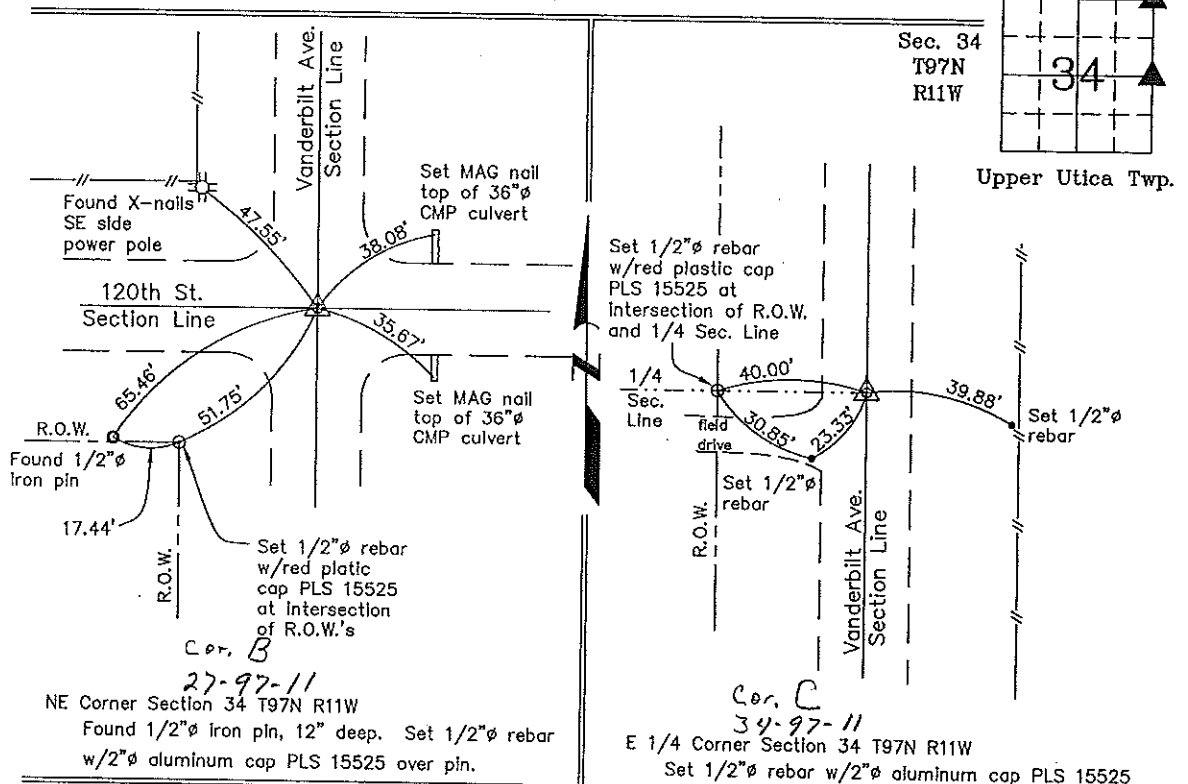 Sec. 34
T97N
R11W
34
Upper Utica Twp.
Vanderbilt Ave.
Section Line
Found X-nails
SE side
power pole
47.55'
38.08'
Set MAG nail
top of 36"ø
CMP culvert
120th St.
Section Line
35.67'
65.46'
51.75'
Set MAG nail
top of 36"ø
CMP culvert
R.O.W.
Found 1/2"ø
iron pin
17.44'
R.O.W.
Set 1/2"ø rebar
w/red platic
cap PLS 15525
at intersection
of R.O.W.'s
Cor. B
27-97-11
NE Corner Section 34 T97N R11W
Found 1/2"ø iron pin, 12" deep. Set 1/2"ø rebar
w/2"ø aluminum cap PLS 15525 over pin.
Z
Set 1/2"ø rebar
w/red plastic cap
PLS 15525 at
intersection of R.O.W.
and 1/4 Sec. Line
1/4
Sec.
Line
40.00'
39.88'
Set 1/2"ø
rebar
field
drive
30.85'
23.33'
Set 1/2"ø
rebar
R.O.W.
Vanderbilt Ave.
Section Line
Cor. C
34-97-11
E 1/4 Corner Section 34 T97N R11W
Set 1/2"ø rebar w/2"ø aluminum cap PLS 15525